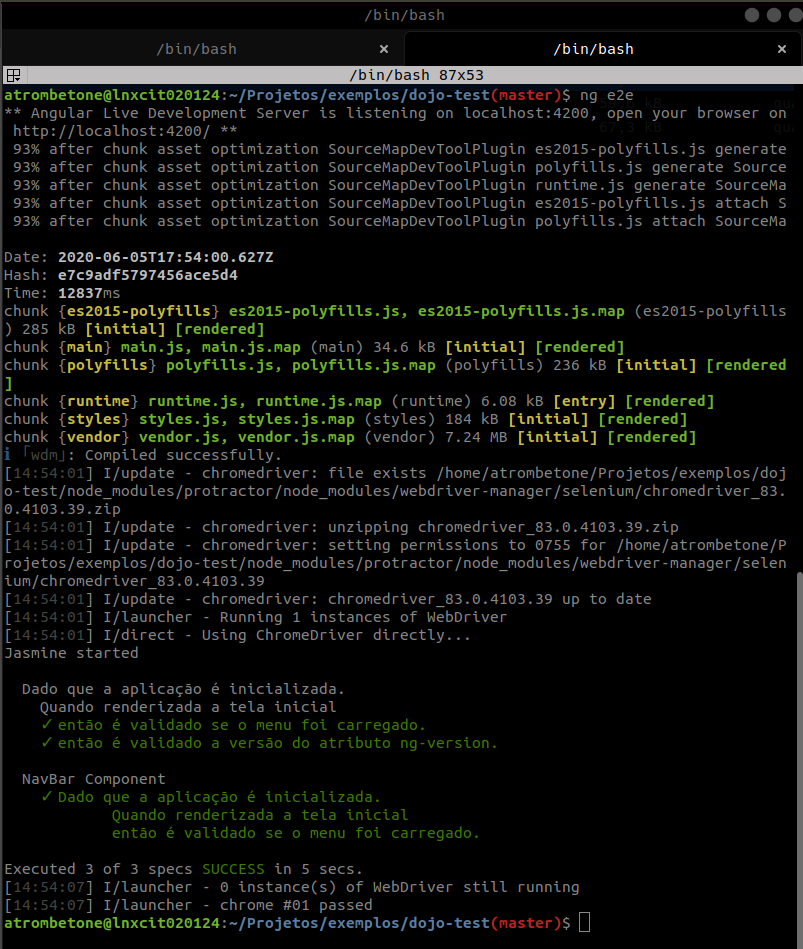 /bin/bash
/bin/bash × /bin/bash ×
/bin/bash 87x53
atrombetone@lnxcit020124:~/Projetos/exemplos/dojo-test(master)$ ng e2e
** Angular Live Development Server is listening on localhost:4200, open your browser on
 http://localhost:4200/ **
 93% after chunk asset optimization SourceMapDevToolPlugin es2015-polyfills.js generate
 93% after chunk asset optimization SourceMapDevToolPlugin polyfills.js generate Source
 93% after chunk asset optimization SourceMapDevToolPlugin runtime.js generate SourceMa
 93% after chunk asset optimization SourceMapDevToolPlugin es2015-polyfills.js attach S
 93% after chunk asset optimization SourceMapDevToolPlugin polyfills.js attach SourceMa
Date: 2020-06-05T17:54:00.627Z
Hash: e7c9adf5797456ace5d4
Time: 12837ms
chunk {es2015-polyfills} es2015-polyfills.js, es2015-polyfills.js.map (es2015-polyfills
) 285 kB [initial] [rendered]
chunk {main} main.js, main.js.map (main) 34.6 kB [initial] [rendered]
chunk {polyfills} polyfills.js, polyfills.js.map (polyfills) 236 kB [initial] [rendered
]
chunk {runtime} runtime.js, runtime.js.map (runtime) 6.08 kB [entry] [rendered]
chunk {styles} styles.js, styles.js.map (styles) 184 kB [initial] [rendered]
chunk {vendor} vendor.js, vendor.js.map (vendor) 7.24 MB [initial] [rendered]
ℹ ｢wdm｣: Compiled successfully.
[14:54:01] I/update - chromedriver: file exists /home/atrombetone/Projetos/exemplos/doj
o-test/node_modules/protractor/node_modules/webdriver-manager/selenium/chromedriver_83.
0.4103.39.zip
[14:54:01] I/update - chromedriver: unzipping chromedriver_83.0.4103.39.zip
[14:54:01] I/update - chromedriver: setting permissions to 0755 for /home/atrombetone/P
rojetos/exemplos/dojo-test/node_modules/protractor/node_modules/webdriver-manager/selen
ium/chromedriver_83.0.4103.39
[14:54:01] I/update - chromedriver: chromedriver_83.0.4103.39 up to date
[14:54:01] I/launcher - Running 1 instances of WebDriver
[14:54:01] I/direct - Using ChromeDriver directly...
Jasmine started
  Dado que a aplicação é inicializada.
    Quando renderizada a tela inicial
    ✓ então é validado se o menu foi carregado.
    ✓ então é validado a versão do atributo ng-version.
  NavBar Component
    ✓ Dado que a aplicação é inicializada.
            Quando renderizada a tela inicial
            então é validado se o menu foi carregado.
Executed 3 of 3 specs SUCCESS in 5 secs.
[14:54:07] I/launcher - 0 instance(s) of WebDriver still running
[14:54:07] I/launcher - chrome #01 passed
atrombetone@lnxcit020124:~/Projetos/exemplos/dojo-test(master)$